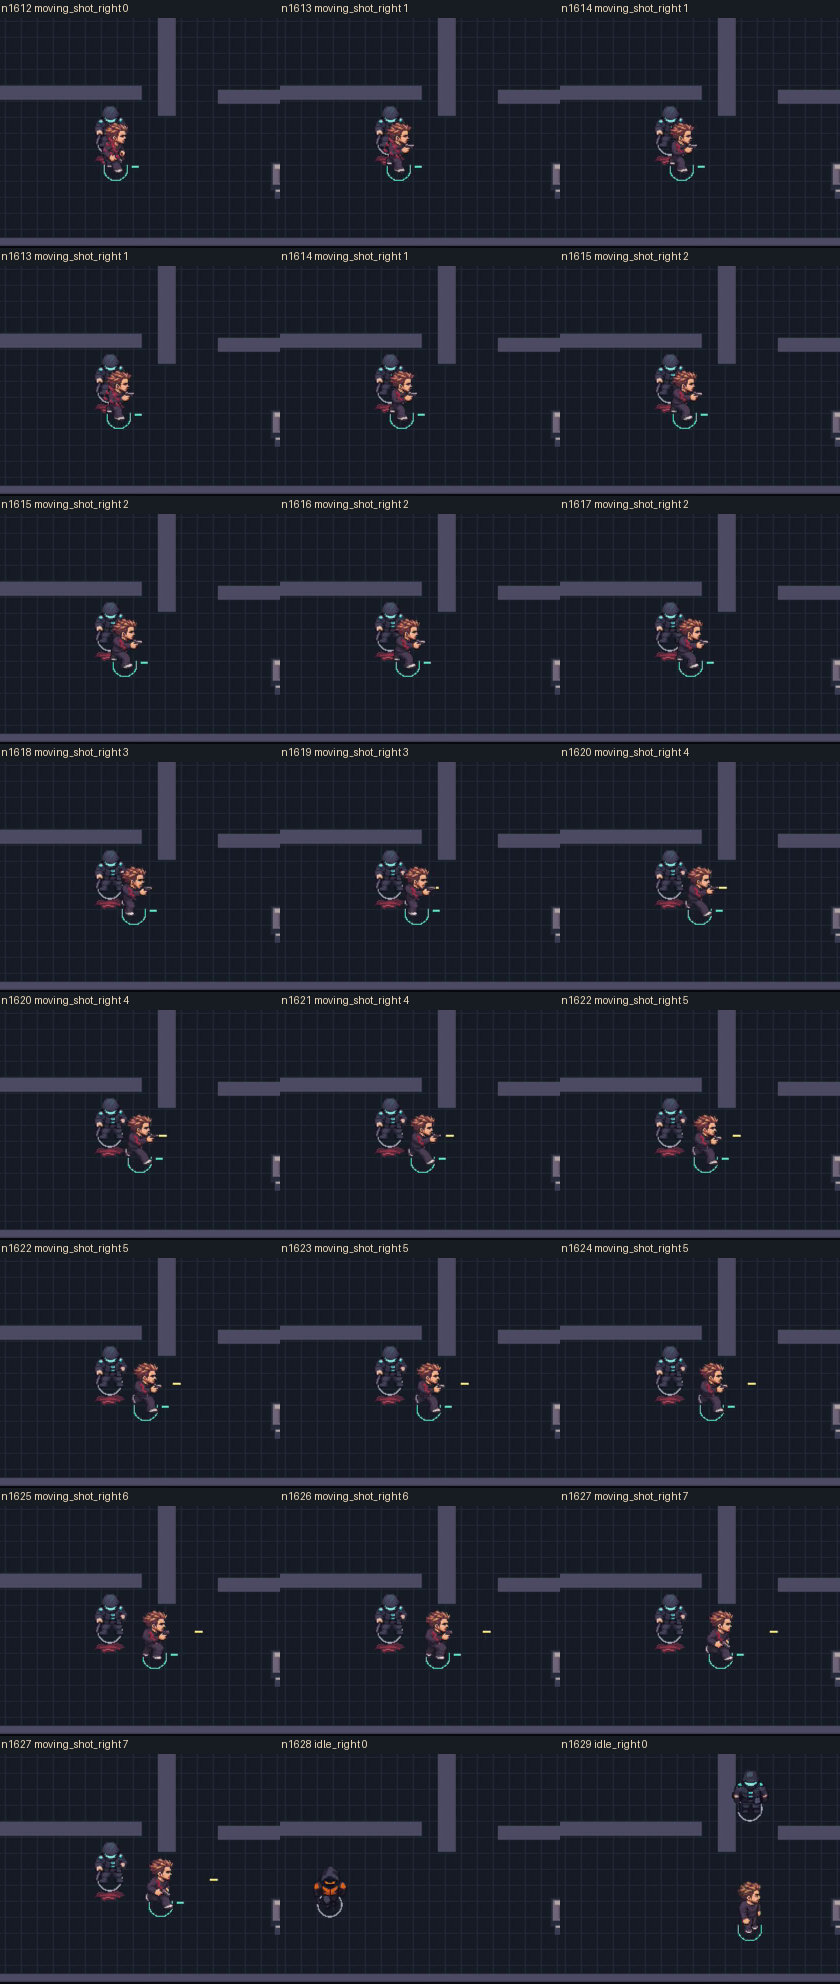 n1612 moving_shot_right 0
n1613 moving_shot_right 1
n1614 moving_shot_right 1
n1613 moving_shot_right 1
n1614 moving_shot_right 1
n1615 moving_shot_right 2
n1615 moving_shot_right 2
n1616 moving_shot_right 2
n1617 moving_shot_right 2
n1618 moving_shot_right 3
n1619 moving_shot_right 3
n1620 moving_shot_right 4
n1620 moving_shot_right 4
n1621 moving_shot_right 4
n1622 moving_shot_right 5
n1622 moving_shot_right 5
n1623 moving_shot_right 5
n1624 moving_shot_right 5
n1625 moving_shot_right 6
n1626 moving_shot_right 6
n1627 moving_shot_right 7
n1627 moving_shot_right 7
n1628 idle_right 0
n1629 idle_right 0